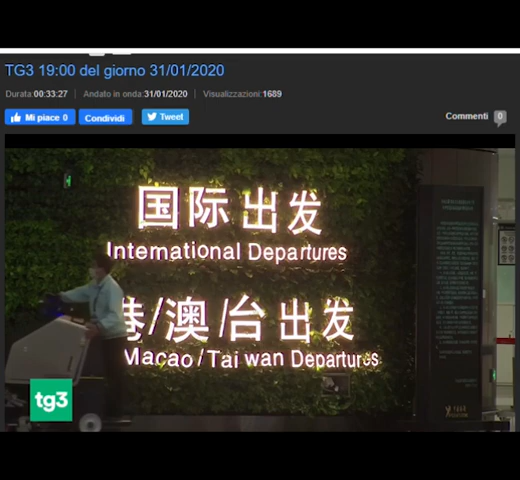 TG3 19:00 del giorno 31/01/2020
Durata:00:33:27 | Andato in onda:31/01/2020 | Visualizzazioni:1689
Mi piace 0 Condividi Tweet Commenti 0
国际出发
International Departures
港/澳/台出发
Macao/Taiwan Departures
tg3